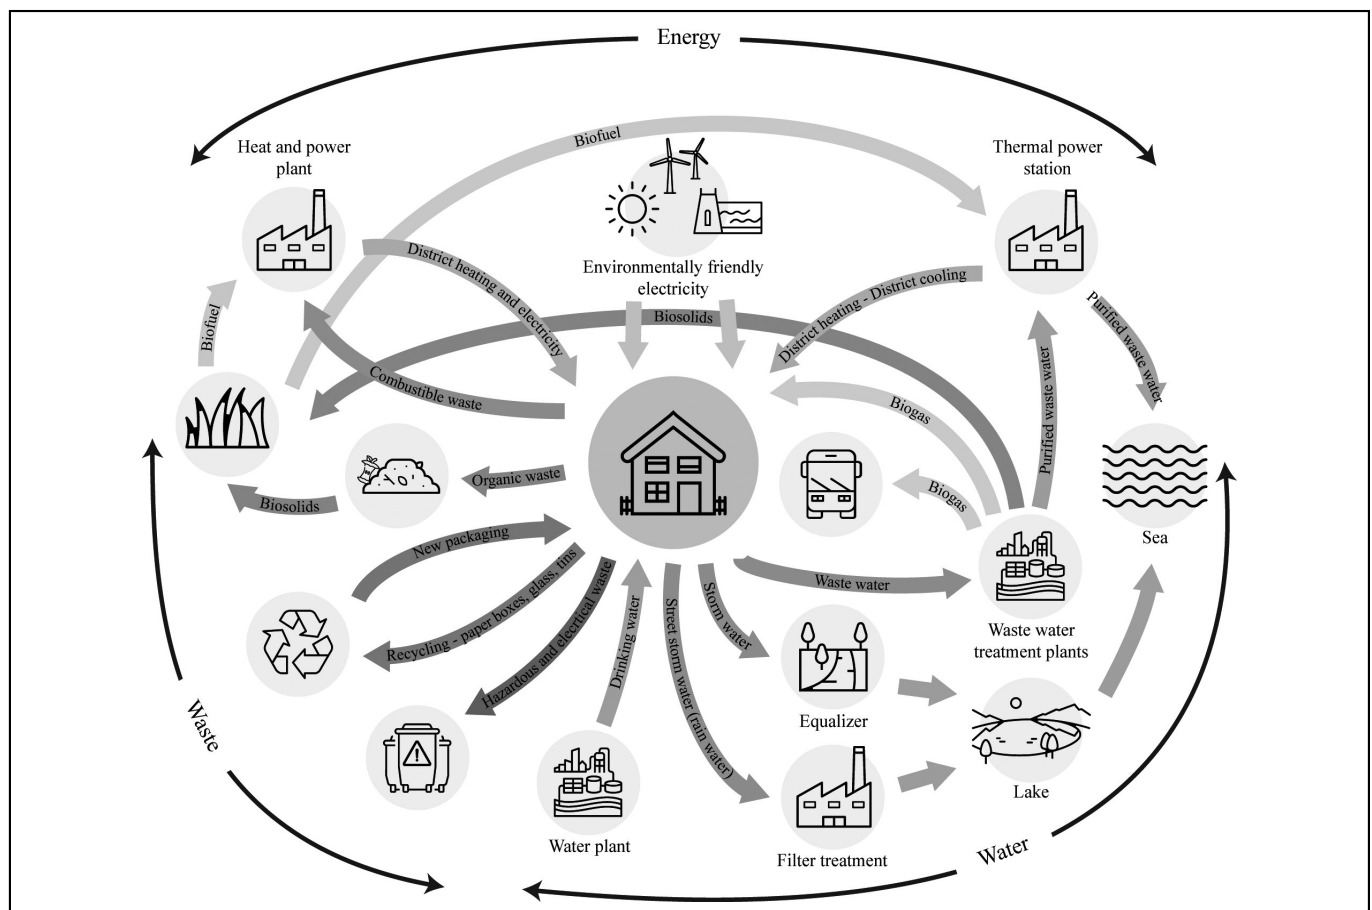 Energy
Heat and power
plant
Biofuel
Thermal power
station
Environmentally friendly
electricity
District heating and electricity
District heating - District cooling
Purified waste water
Biofuel
Biosolids
Combustible waste
Biogas
Purified waste water
Organic waste
Biogas
Biosolids
Sea
New packaging
Waste water
Recycling - paper boxes, glass, tins
Hazardous and elecrtical waste
Drinking water
Street storm water (rain water)
Storm water
Waste water
treatment plants
Equalizer
Waste
Lake
Water plant
Filter treatment
Water